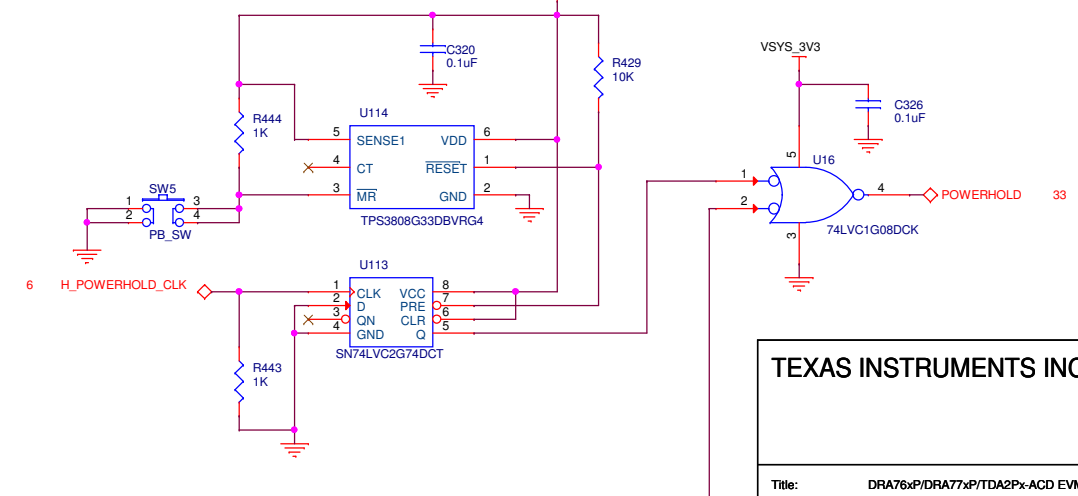 C320
0.1uF
R429
10K
VSYS_3V3
C326
0.1uF
R444
1K
U114
5 SENSE1 VDD 6
4 CT RESET 1
3 MR GND 2
TPS3808G33DBVRG4
SW5
1 3
2 4
PB_SW
5 U16
1
2
4 POWERHOLD 33
3 74LVC1G08DCK
6 H_POWERHOLD_CLK
U113
1 CLK VCC 8
2 D PRE 7
3 QN CLR 6
4 GND Q 5
SN74LVC2G74DCT
R443
1K
TEXAS INSTRUMENTS INC
Title: DRA76xP/DRA77xP/TDA2Px-ACD EVM